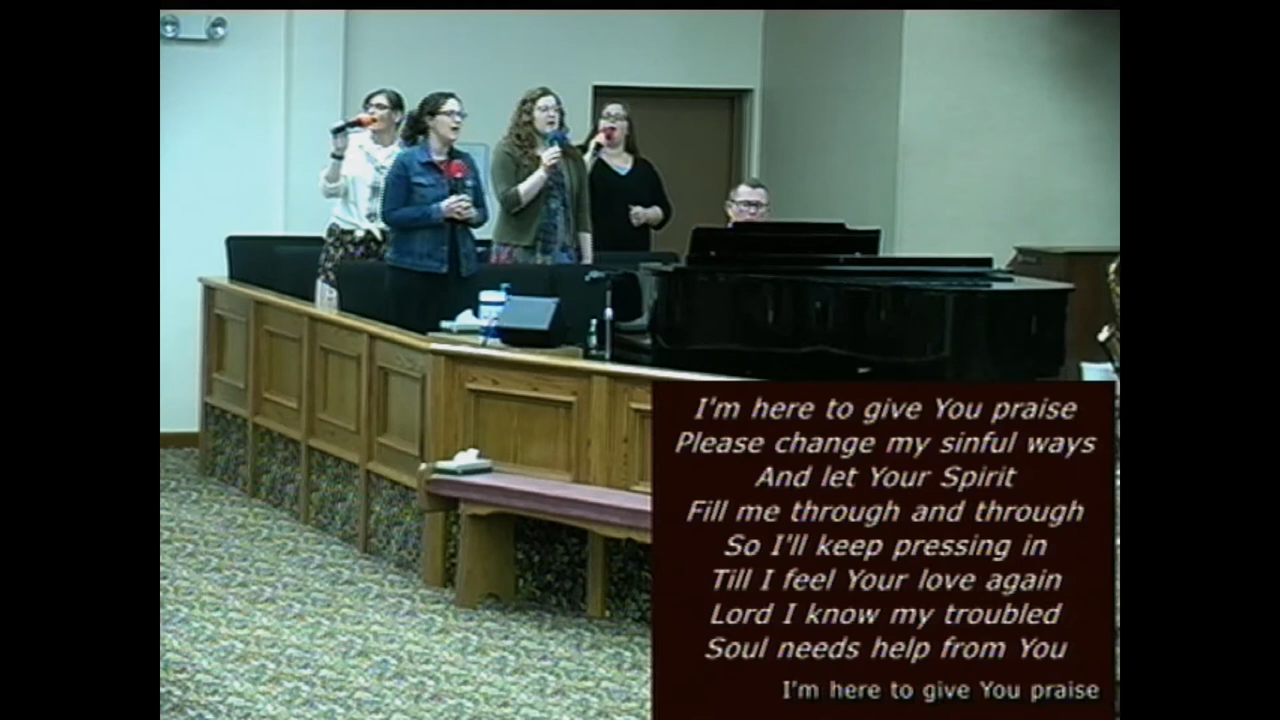 I'm here to give You praise
Please change my sinful ways
And let Your Spirit
Fill me through and through
So I'll keep pressing in
Till I feel Your love again
Lord I know my troubled
Soul needs help from You
I'm here to give You praise